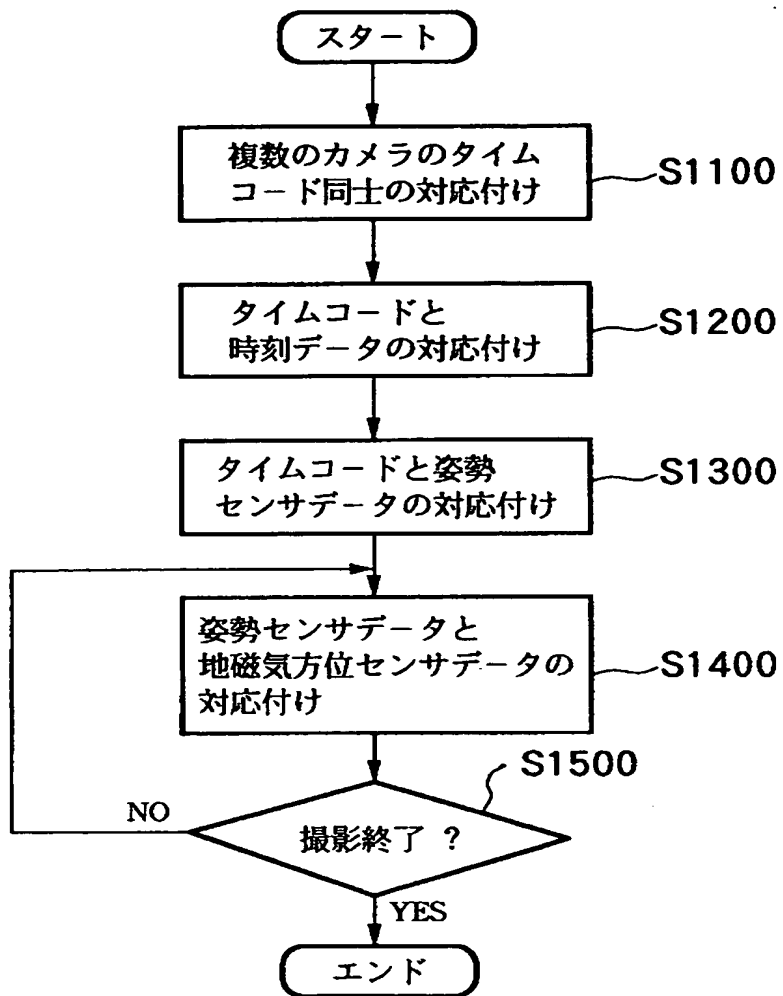 スタート
複数のカメラのタイム
コード同士の対応付け
S1100
タイムコードと
時刻データの対応付け
S1200
タイムコードと姿勢
センサデータの対応付け
S1300
姿勢センサデータと
地磁気方位センサデータの
対応付け
S1400
S1500
撮影終了 ?
NO
YES
エンド